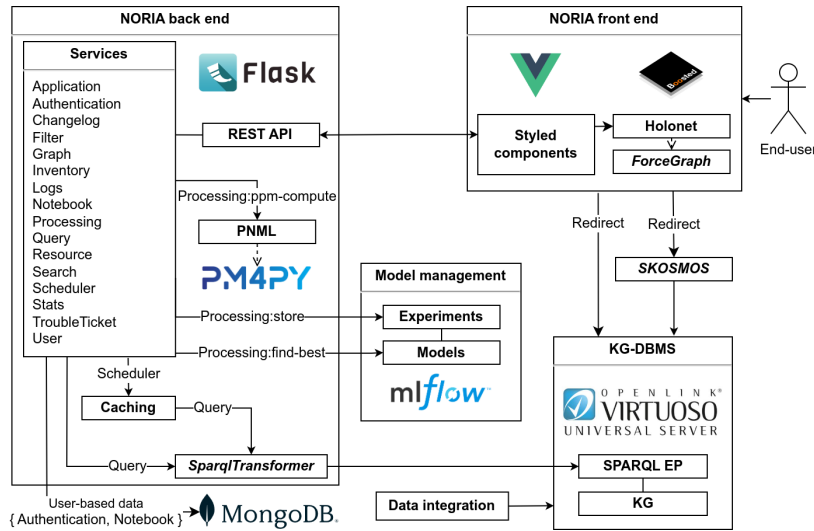 NORIA back end
Services
Application
Authentication
Changelog
Filter
Graph
Inventory
Logs
Notebook
Processing
Query
Resource
Search
Scheduler
Stats
TroubleTicket
User
Flask
REST API
Processing:ppm-compute
PNML
PM4PY
Processing:store
Processing:find-best
Scheduler
Caching
Query
Query
SparqlTransformer
User-based data
{ Authentication, Notebook }
MongoDB.
Model management
Experiments
Models
mlflow™
NORIA front end
Boosted
Styled
components
Holonet
ForceGraph
End-user
Redirect
Redirect
SKOSMOS
KG-DBMS
OPENLINK®
VIRTUOSO
UNIVERSAL SERVER
SPARQL EP
KG
Data integration